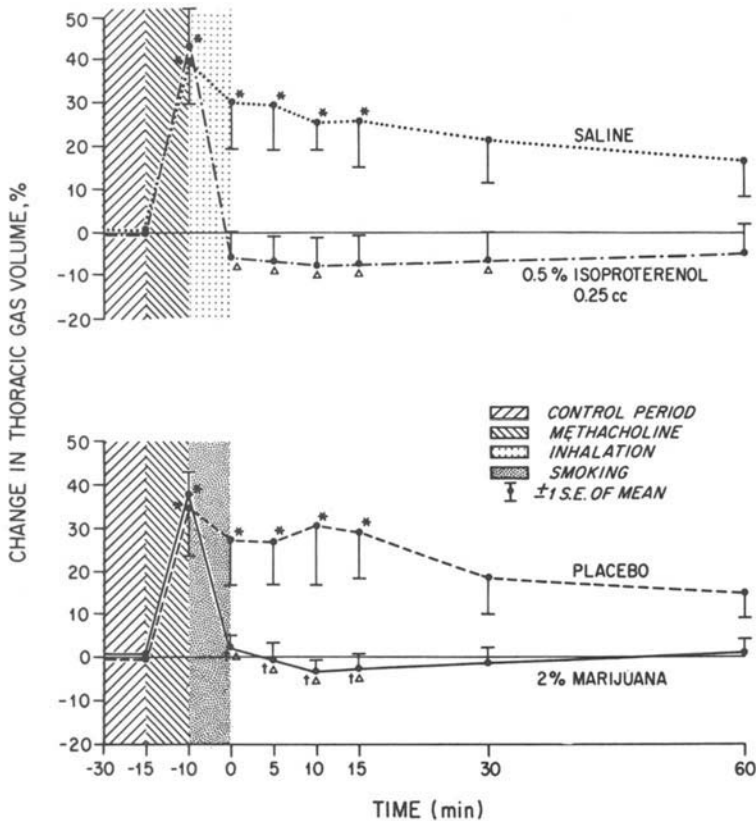 CHANGE IN THORACIC GAS VOLUME, %
50
40
30
20
10
0
-10
-20
* *
* * * *
SALINE
Δ Δ Δ Δ Δ
0.5% ISOPROTERENOL
0.25 cc
CONTROL PERIOD
METHACHOLINE
INHALATION
SMOKING
±1 S.E. OF MEAN
50
40
30
20
10
0
-10
-20
* *
* * * *
PLACEBO
†Δ †Δ †Δ †Δ
2% MARIJUANA
-30 -15 -10 0 5 10 15 30 60
TIME (min)